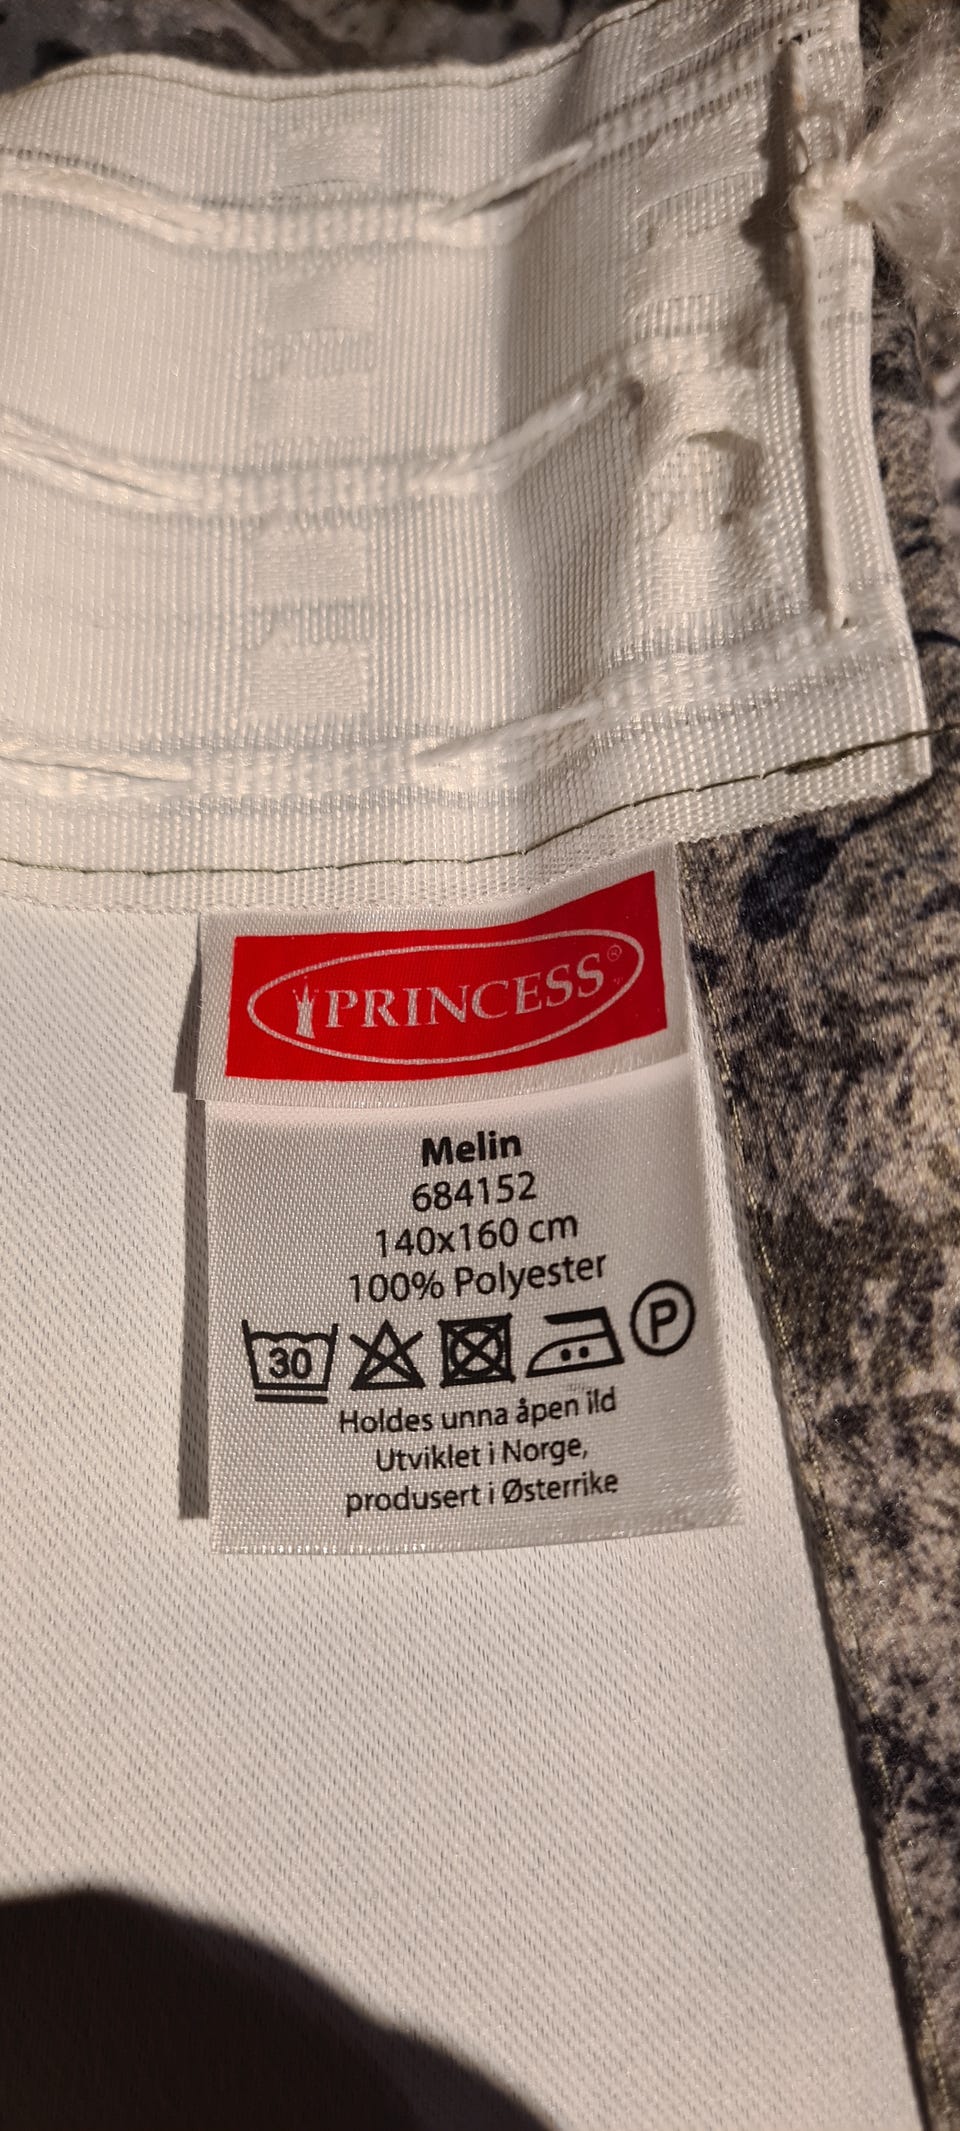 PRINCESS®
Melin
684152
140x160 cm
100% Polyester
30 P
Holdes unna åpen ild
Utviklet i Norge,
produsert i Østerrike